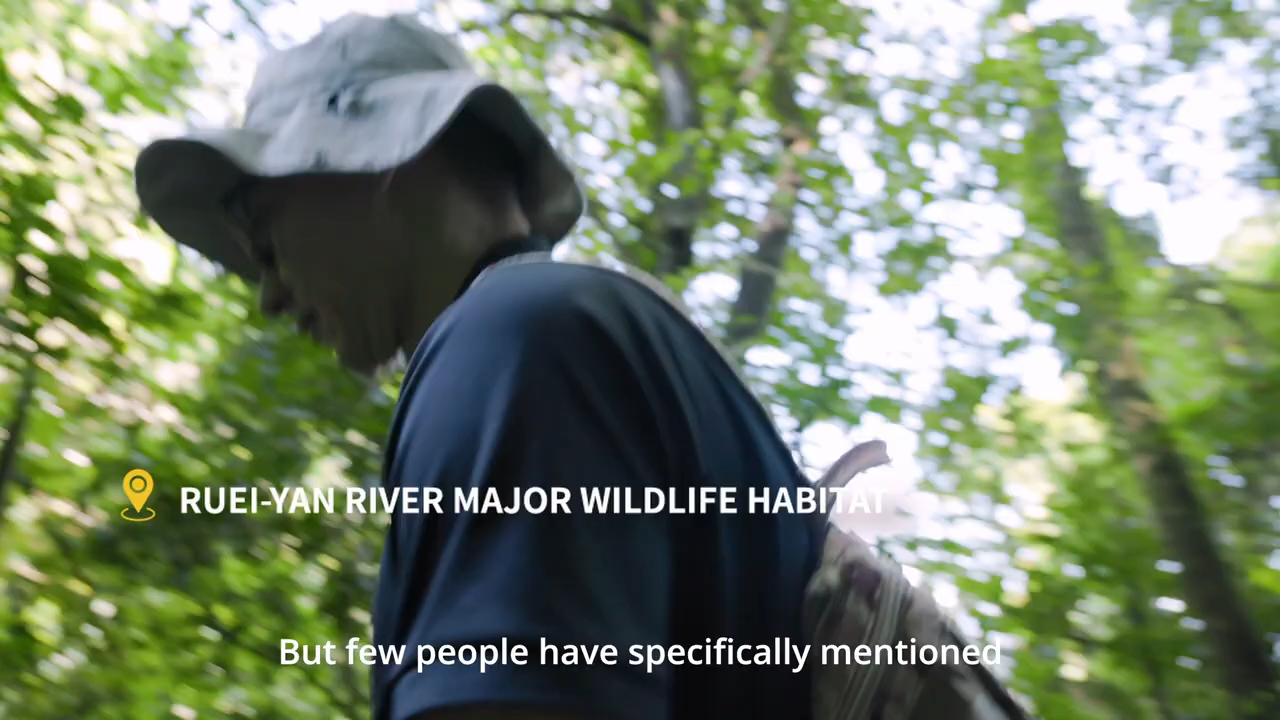 RUEI-YAN RIVER MAJOR WILDLIFE HABITAT
But few people have specifically mentioned